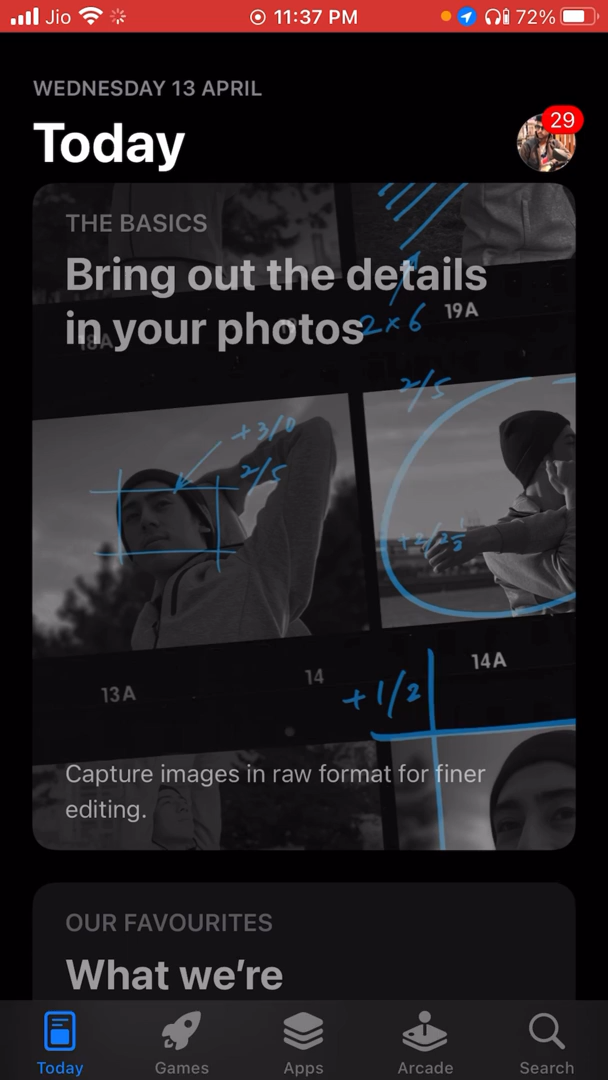 Jio 11:37 PM 72%
WEDNESDAY 13 APRIL
Today
29
THE BASICS
Bring out the details
in your photos
18A
19A
2×6
2/5
+3/0
2/5
13A
14
14A
+1/2
Capture images in raw format for finer
editing.
OUR FAVOURITES
What we’re
Today Games Apps Arcade Search